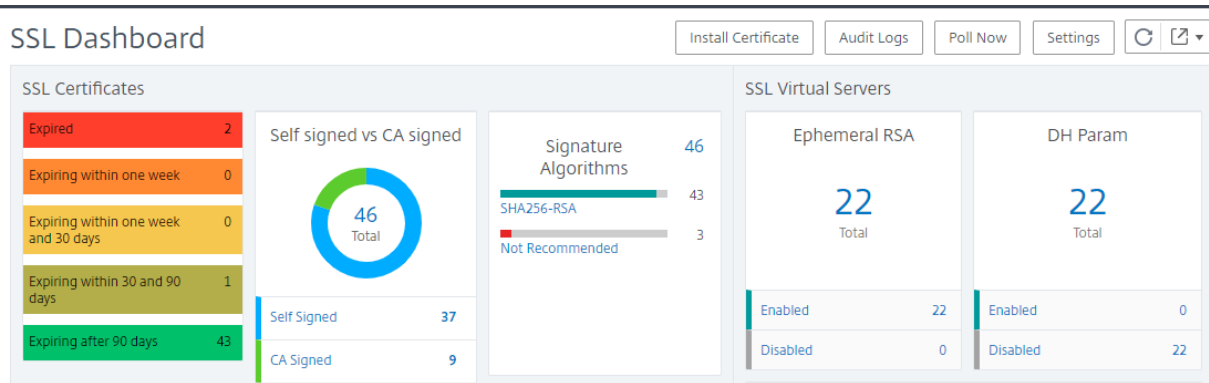 SSL Dashboard
Install Certificate
Audit Logs
Poll Now
Settings
SSL Certificates
Expired 2
Expiring within one week 0
Expiring within one week
and 30 days 0
Expiring within 30 and 90
days 1
Expiring after 90 days 43
Self signed vs CA signed
46
Total
Self Signed 37
CA Signed 9
Signature
Algorithms 46
43
SHA256-RSA
3
Not Recommended
SSL Virtual Servers
Ephemeral RSA
22
Total
Enabled 22
Disabled 0
DH Param
22
Total
Enabled 0
Disabled 22